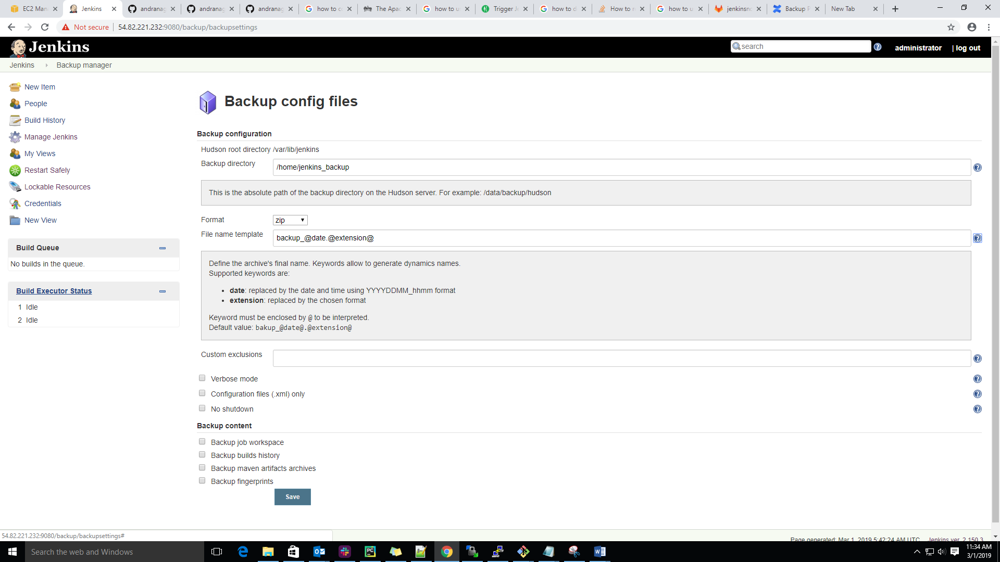 EC2 Man
Jenkins
andranag
andranag
andranag
how to c
The Apac
how to u
Trigger Je
how to d
How to r
how to u
jenkinsno
Backup P
New Tab
Not secure
54.82.221.232:9080/backup/backupsettings
Jenkins
search
administrator
| log out
Jenkins
Backup manager
New Item
People
Build History
Manage Jenkins
My Views
Restart Safely
Lockable Resources
Credentials
New View
Build Queue
No builds in the queue.
Build Executor Status
1 Idle
2 Idle
Backup config files
Backup configuration
Hudson root directory /var/lib/jenkins
Backup directory
/home/jenkins_backup
This is the absolute path of the backup directory on the Hudson server. For example: /data/backup/hudson
Format
zip
File name template
backup_@date.@extension@
Define the archive's final name. Keywords allow to generate dynamics names.
Supported keywords are:
• date: replaced by the date and time using YYYYDDMM_hhmm format
• extension: replaced by the chosen format
Keyword must be enclosed by @ to be interpreted.
Default value: bakup_@date@.@extension@
Custom exclusions
Verbose mode
Configuration files (.xml) only
No shutdown
Backup content
Backup job workspace
Backup builds history
Backup maven artifacts archives
Backup fingerprints
Save
54.82.221.232:9080/backup/backupsettings#
Page generated: Mar 1, 2019 5:42:24 AM UTC
Jenkins ver. 2.150.3
Search the web and Windows
11:34 AM
3/1/2019